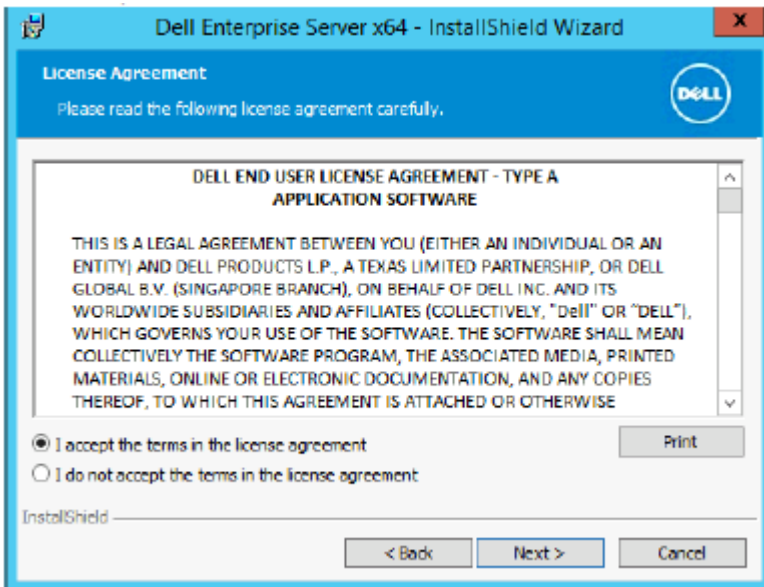 Dell Enterprise Server x64 - InstallShield Wizard
X
License Agreement
Please read the following license agreement carefully.
DELL
DELL END USER LICENSE AGREEMENT - TYPE A
APPLICATION SOFTWARE
THIS IS A LEGAL AGREEMENT BETWEEN YOU (EITHER AN INDIVIDUAL OR AN
ENTITY) AND DELL PRODUCTS L.P., A TEXAS LIMITED PARTNERSHIP, OR DELL
GLOBAL B.V. (SINGAPORE BRANCH), ON BEHALF OF DELL INC. AND ITS
WORLDWIDE SUBSIDIARIES AND AFFILIATES (COLLECTIVELY, "Dell" OR "DELL"),
WHICH GOVERNS YOUR USE OF THE SOFTWARE. THE SOFTWARE SHALL MEAN
COLLECTIVELY THE SOFTWARE PROGRAM, THE ASSOCIATED MEDIA, PRINTED
MATERIALS, ONLINE OR ELECTRONIC DOCUMENTATION, AND ANY COPIES
THEREOF, TO WHICH THIS AGREEMENT IS ATTACHED OR OTHERWISE
I accept the terms in the license agreement
Print
I do not accept the terms in the license agreement
InstallShield
< Back
Next >
Cancel